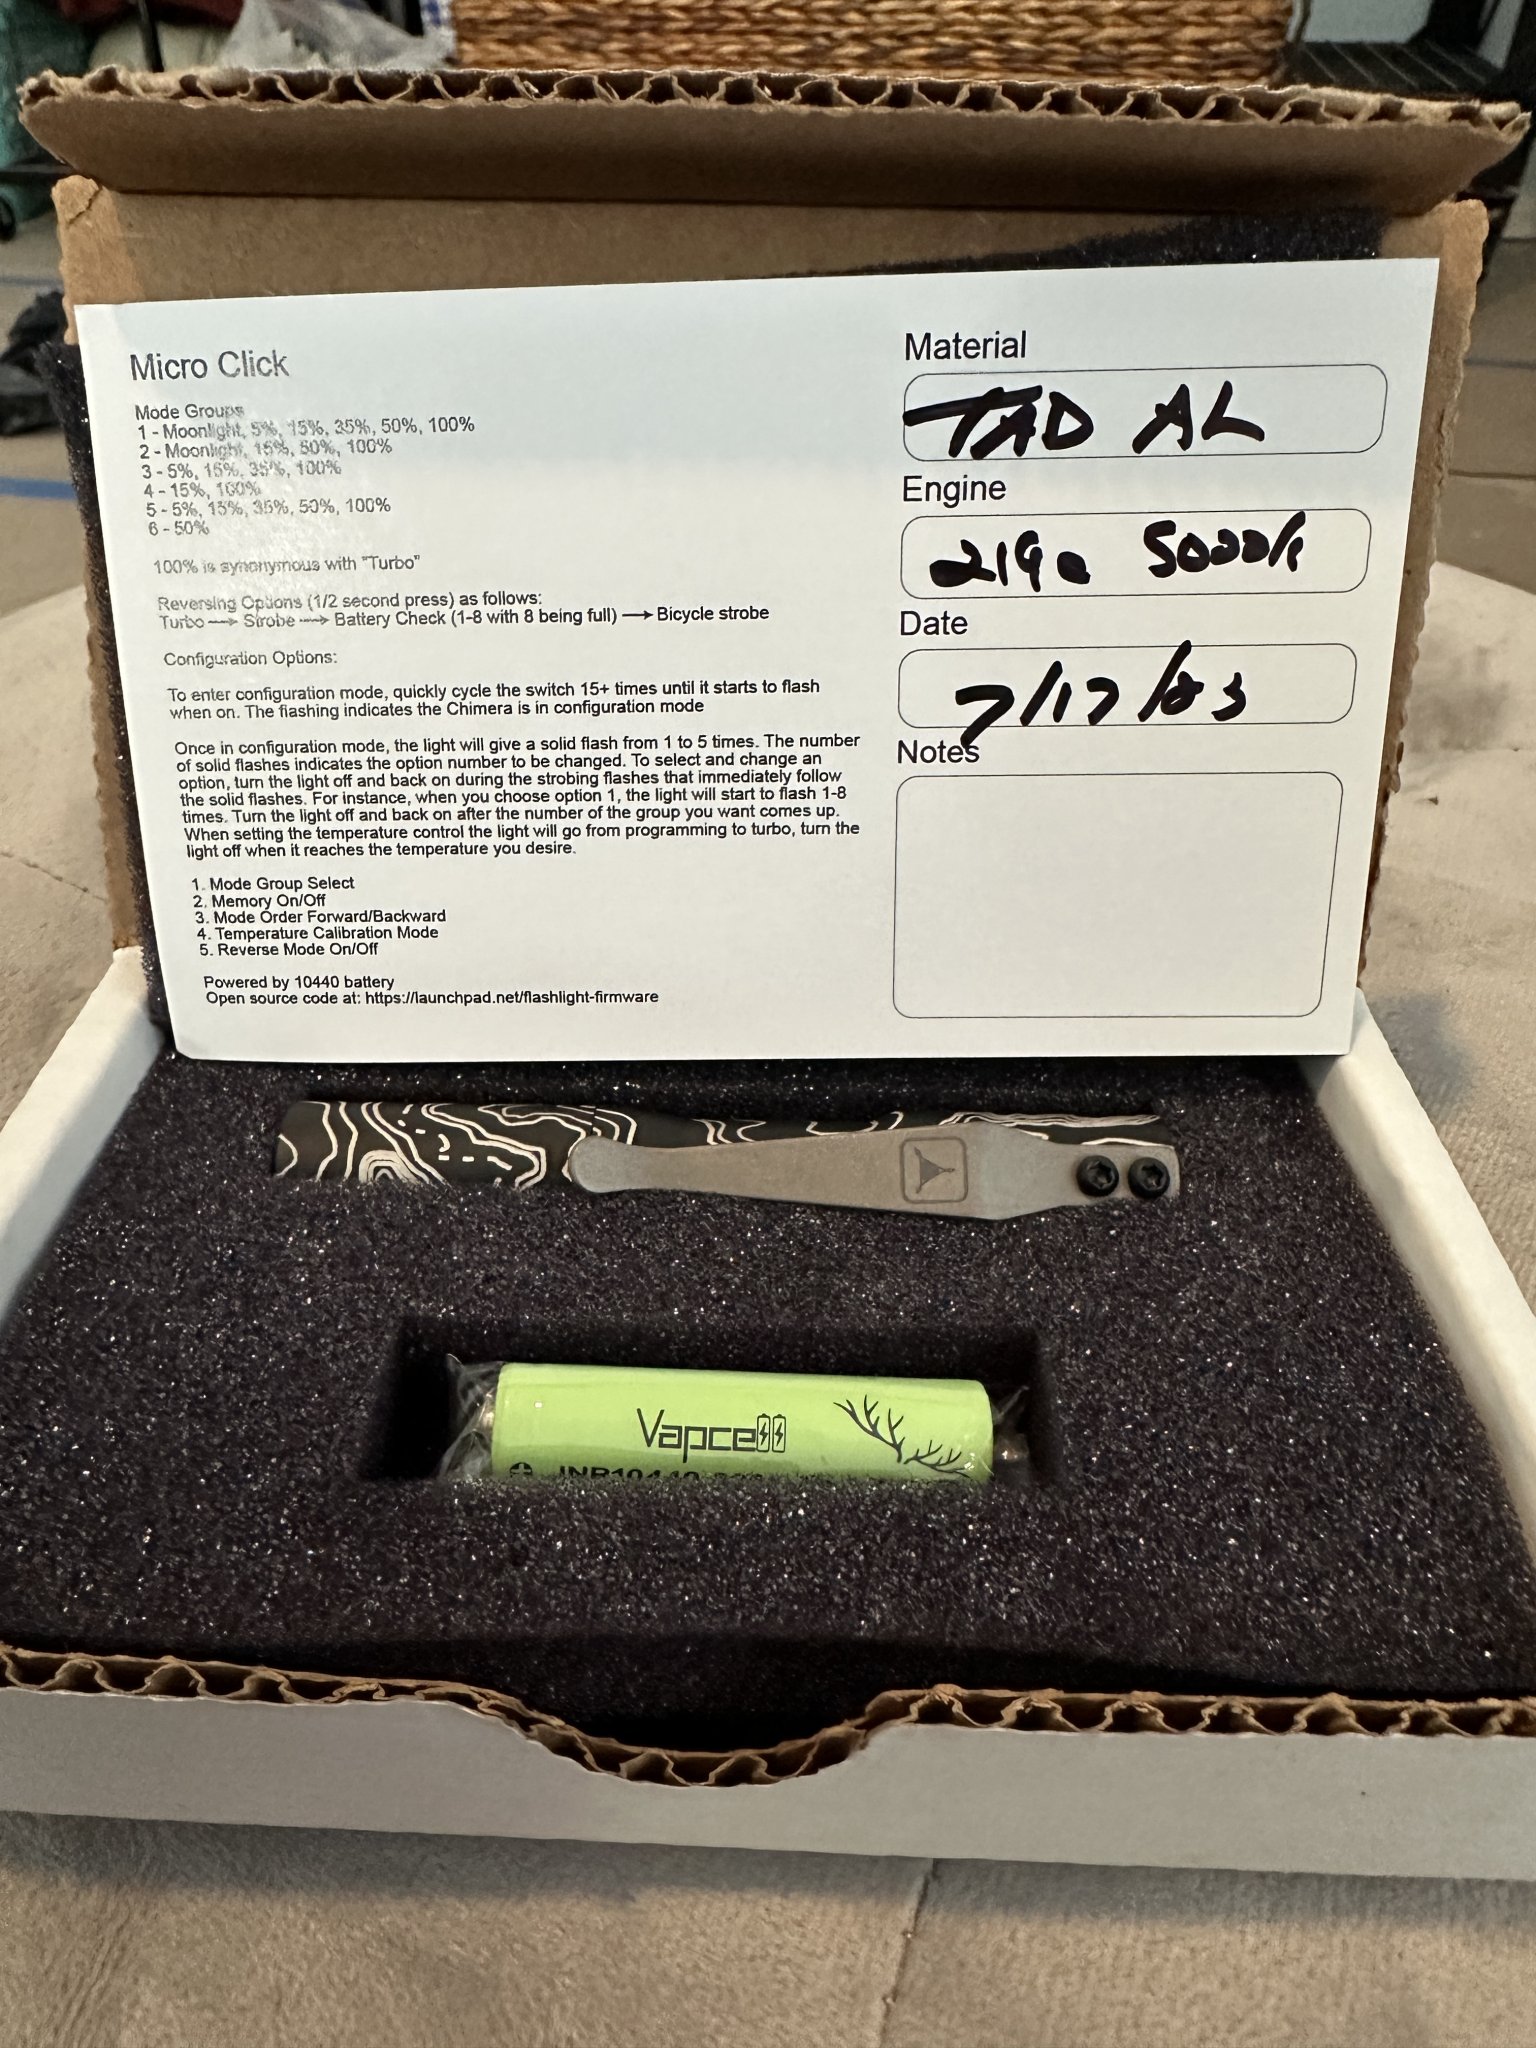 Micro Click
Mode Groups
1 - Moonlight, 5%, 15%, 35%, 50%, 100%
2 - Moonlight, 15%, 50%, 100%
3 - 5%, 15%, 35%, 100%
4 - 15%, 100%
5 - 5%, 15%, 35%, 50%, 100%
6 - 50%
100% is synonymous with "Turbo"
Reversing Options (1/2 second press) as follows:
Turbo → Strobe → Battery Check (1-8 with 8 being full) → Bicycle strobe
Configuration Options:
To enter configuration mode, quickly cycle the switch 15+ times until it starts to flash
when on. The flashing indicates the Chimera is in configuration mode
Once in configuration mode, the light will give a solid flash from 1 to 5 times. The number
of solid flashes indicates the option number to be changed. To select and change an
option, turn the light off and back on during the strobing flashes that immediately follow
the solid flashes. For instance, when you choose option 1, the light will start to flash 1-8
times. Turn the light off and back on after the number of the group you want comes up.
When setting the temperature control the light will go from programming to turbo, turn the
light off when it reaches the temperature you desire.
1. Mode Group Select
2. Memory On/Off
3. Mode Order Forward/Backward
4. Temperature Calibration Mode
5. Reverse Mode On/Off
Powered by 10440 battery
Open source code at: https://launchpad.net/flashlight-firmware
Material
TAD AL
Engine
219a 5000k
Date
7/17/23
Notes
Vapcell
INR10440